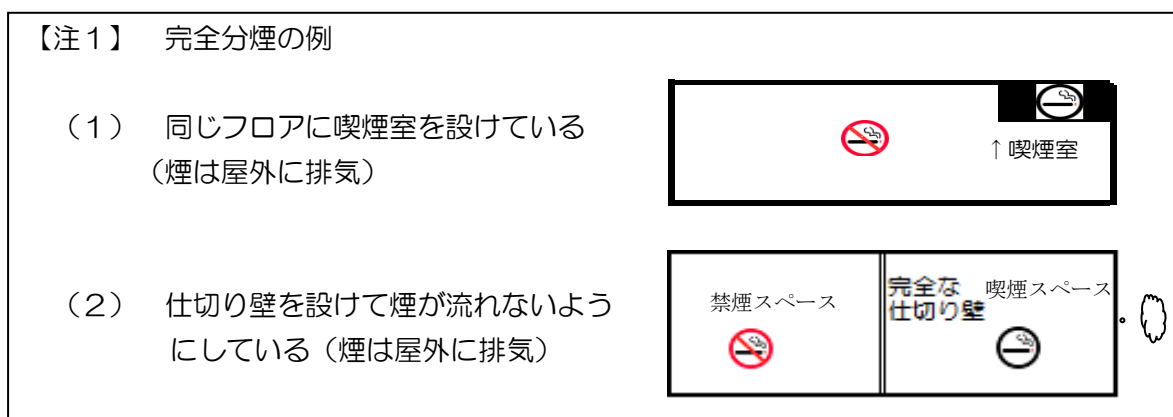 【注１】　完全分煙の例
（１）　同じフロアに喫煙室を設けている
（煙は屋外に排気）
↑喫煙室
（２）　仕切り壁を設けて煙が流れないよう
にしている（煙は屋外に排気）
禁煙スペース
完全な
仕切り壁
喫煙スペース